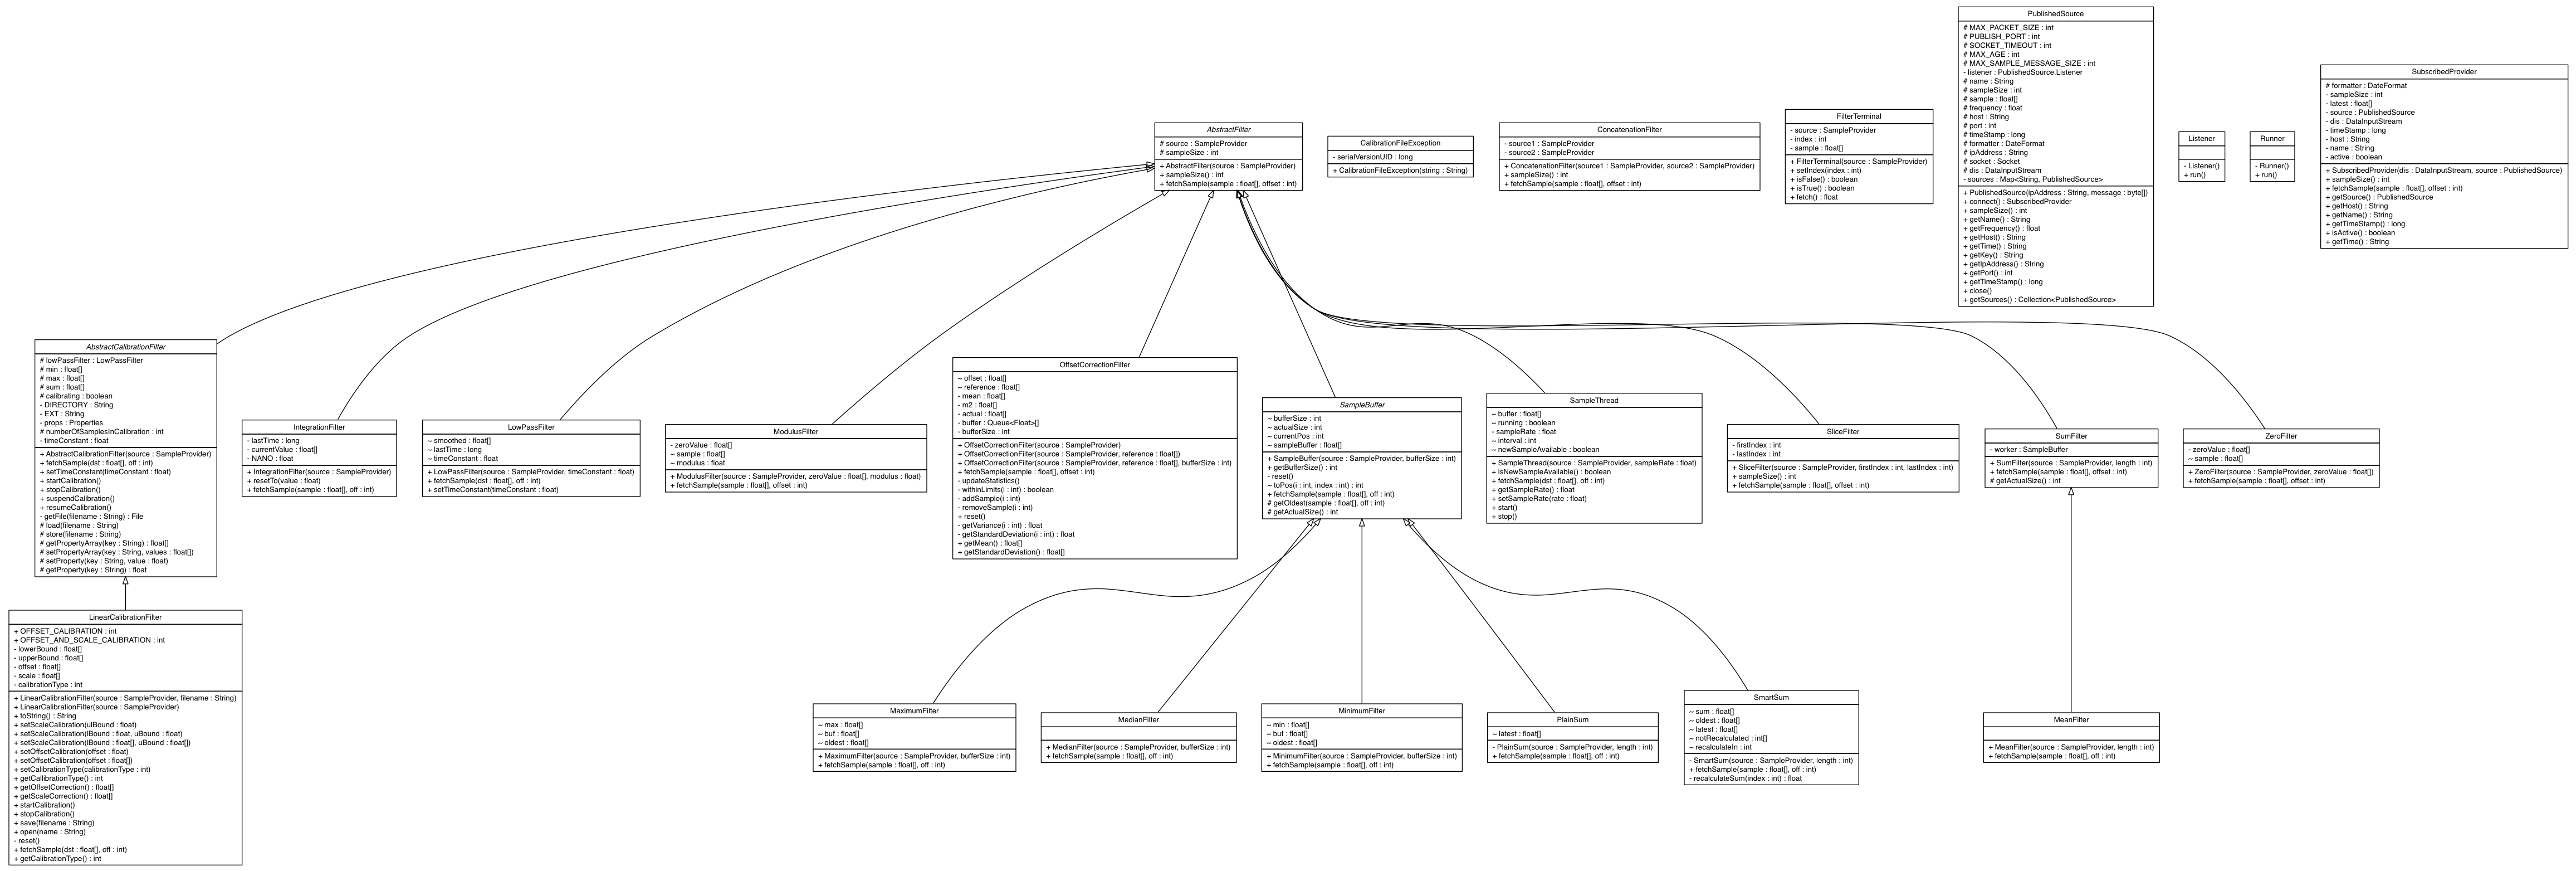 PublishedSource
# MAX_PACKET_SIZE : int
# PUBLISH_PORT : int
# SOCKET_TIMEOUT : int
# MAX_AGE : int
# MAX_SAMPLE_MESSAGE_SIZE : int
- listener : PublishedSource.Listener
# name : String
# sampleSize : int
# sample : float[]
# frequency : float
# host : String
# port : int
# timeStamp : long
# formatter : DateFormat
# ipAddress : String
# socket : Socket
# dis : DataInputStream
- sources : Map<String, PublishedSource>
+ PublishedSource(ipAddress : String, message : byte[])
+ connect() : SubscribedProvider
+ sampleSize() : int
+ getName() : String
+ getFrequency() : float
+ getHost() : String
+ getTime() : String
+ getKey() : String
+ getIpAddress() : String
+ getPort() : int
+ getTimeStamp() : long
+ close()
+ getSources() : Collection<PublishedSource>
SubscribedProvider
# formatter : DateFormat
- sampleSize : int
- latest : float[]
- source : PublishedSource
- dis : DataInputStream
- timeStamp : long
- host : String
- name : String
- active : boolean
+ SubscribedProvider(dis : DataInputStream, source : PublishedSource)
+ sampleSize() : int
+ fetchSample(sample : float[], offset : int)
+ getSource() : PublishedSource
+ getHost() : String
+ getName() : String
+ getTimeStamp() : long
+ isActive() : boolean
+ getTime() : String
AbstractFilter
# source : SampleProvider
# sampleSize : int
+ AbstractFilter(source : SampleProvider)
+ sampleSize() : int
+ fetchSample(sample : float[], offset : int)
CalibrationFileException
- serialVersionUID : long
+ CalibrationFileException(string : String)
ConcatenationFilter
- source1 : SampleProvider
- source2 : SampleProvider
+ ConcatenationFilter(source1 : SampleProvider, source2 : SampleProvider)
+ sampleSize() : int
+ fetchSample(sample : float[], offset : int)
FilterTerminal
- source : SampleProvider
- index : int
- sample : float[]
+ FilterTerminal(source : SampleProvider)
+ setIndex(index : int)
+ isFalse() : boolean
+ isTrue() : boolean
+ fetch() : float
Listener
- Listener()
+ run()
Runner
- Runner()
+ run()
AbstractCalibrationFilter
# lowPassFilter : LowPassFilter
# min : float[]
# max : float[]
# sum : float[]
# calibrating : boolean
- DIRECTORY : String
- EXT : String
- props : Properties
# numberOfSamplesInCalibration : int
- timeConstant : float
+ AbstractCalibrationFilter(source : SampleProvider)
+ fetchSample(dst : float[], off : int)
+ setTimeConstant(timeConstant : float)
+ startCalibration()
+ stopCalibration()
+ suspendCalibration()
+ resumeCalibration()
- getFile(filename : String) : File
# load(filename : String)
# store(filename : String)
# getPropertyArray(key : String) : float[]
# setPropertyArray(key : String, values : float[])
# setProperty(key : String, value : float)
# getProperty(key : String) : float
IntegrationFilter
- lastTime : long
- currentValue : float[]
- NANO : float
+ IntegrationFilter(source : SampleProvider)
+ resetTo(value : float)
+ fetchSample(sample : float[], off : int)
LowPassFilter
~ smoothed : float[]
~ lastTime : long
~ timeConstant : float
+ LowPassFilter(source : SampleProvider, timeConstant : float)
+ fetchSample(dst : float[], off : int)
+ setTimeConstant(timeConstant : float)
ModulusFilter
- zeroValue : float[]
~ sample : float[]
~ modulus : float
+ ModulusFilter(source : SampleProvider, zeroValue : float[], modulus : float)
+ fetchSample(sample : float[], offset : int)
OffsetCorrectionFilter
~ offset : float[]
~ reference : float[]
- mean : float[]
- m2 : float[]
- actual : float[]
- buffer : Queue<Float>[]
- bufferSize : int
+ OffsetCorrectionFilter(source : SampleProvider)
+ OffsetCorrectionFilter(source : SampleProvider, reference : float[])
+ OffsetCorrectionFilter(source : SampleProvider, reference : float[], bufferSize : int)
+ fetchSample(sample : float[], offset : int)
- updateStatistics()
- withinLimits(i : int) : boolean
- addSample(i : int)
- removeSample(i : int)
+ reset()
- getVariance(i : int) : float
- getStandardDeviation(i : int) : float
+ getMean() : float[]
+ getStandardDeviation() : float[]
SampleBuffer
~ bufferSize : int
~ actualSize : int
~ currentPos : int
~ sampleBuffer : float[]
+ SampleBuffer(source : SampleProvider, bufferSize : int)
+ getBufferSize() : int
- reset()
~ toPos(i : int, index : int) : int
+ fetchSample(sample : float[], off : int)
# getOldest(sample : float[], off : int)
# getActualSize() : int
SampleThread
~ buffer : float[]
~ running : boolean
- sampleRate : float
~ interval : int
~ newSampleAvailable : boolean
+ SampleThread(source : SampleProvider, sampleRate : float)
+ isNewSampleAvailable() : boolean
+ fetchSample(dst : float[], off : int)
+ getSampleRate() : float
+ setSampleRate(rate : float)
+ start()
+ stop()
SliceFilter
- firstIndex : int
- lastIndex : int
+ SliceFilter(source : SampleProvider, firstIndex : int, lastIndex : int)
+ sampleSize() : int
+ fetchSample(sample : float[], offset : int)
SumFilter
- worker : SampleBuffer
+ SumFilter(source : SampleProvider, length : int)
+ fetchSample(sample : float[], offset : int)
# getActualSize() : int
ZeroFilter
- zeroValue : float[]
~ sample : float[]
+ ZeroFilter(source : SampleProvider, zeroValue : float[])
+ fetchSample(sample : float[], offset : int)
LinearCalibrationFilter
+ OFFSET_CALIBRATION : int
+ OFFSET_AND_SCALE_CALIBRATION : int
- lowerBound : float[]
- upperBound : float[]
- offset : float[]
- scale : float[]
- calibrationType : int
+ LinearCalibrationFilter(source : SampleProvider, filename : String)
+ LinearCalibrationFilter(source : SampleProvider)
+ toString() : String
+ setScaleCalibration(ulBound : float)
+ setScaleCalibration(lBound : float, uBound : float)
+ setScaleCalibration(lBound : float[], uBound : float[])
+ setOffsetCalibration(offset : float)
+ setOffsetCalibration(offset : float[])
+ setCalibrationType(calibrationType : int)
+ getCallibrationType() : int
+ getOffsetCorrection() : float[]
+ getScaleCorrection() : float[]
+ startCalibration()
+ stopCalibration()
+ save(filename : String)
+ open(name : String)
- reset()
+ fetchSample(dst : float[], off : int)
+ getCalibrationType() : int
MaximumFilter
~ max : float[]
~ buf : float[]
~ oldest : float[]
+ MaximumFilter(source : SampleProvider, bufferSize : int)
+ fetchSample(sample : float[], off : int)
MedianFilter
+ MedianFilter(source : SampleProvider, bufferSize : int)
+ fetchSample(sample : float[], off : int)
MinimumFilter
~ min : float[]
~ buf : float[]
~ oldest : float[]
+ MinimumFilter(source : SampleProvider, bufferSize : int)
+ fetchSample(sample : float[], off : int)
PlainSum
~ latest : float[]
- PlainSum(source : SampleProvider, length : int)
+ fetchSample(sample : float[], off : int)
SmartSum
~ sum : float[]
~ oldest : float[]
~ latest : float[]
~ notRecalculated : int[]
~ recalculateIn : int
- SmartSum(source : SampleProvider, length : int)
+ fetchSample(sample : float[], off : int)
- recalculateSum(index : int) : float
MeanFilter
+ MeanFilter(source : SampleProvider, length : int)
+ fetchSample(sample : float[], off : int)